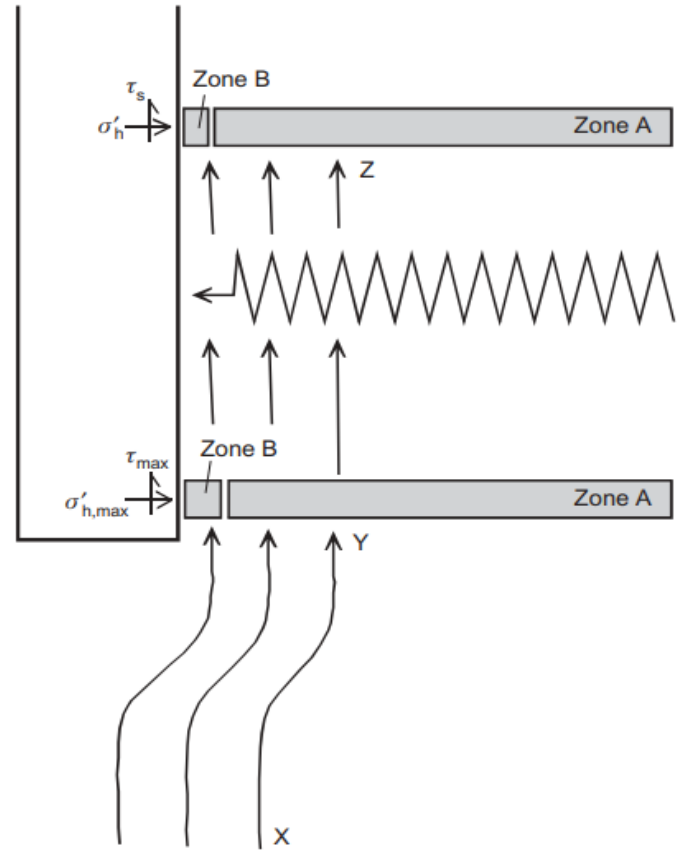 Zone B
τs
σ′h
Zone A
Z
Zone B
τmax
σ′h,max
Zone A
Y
X